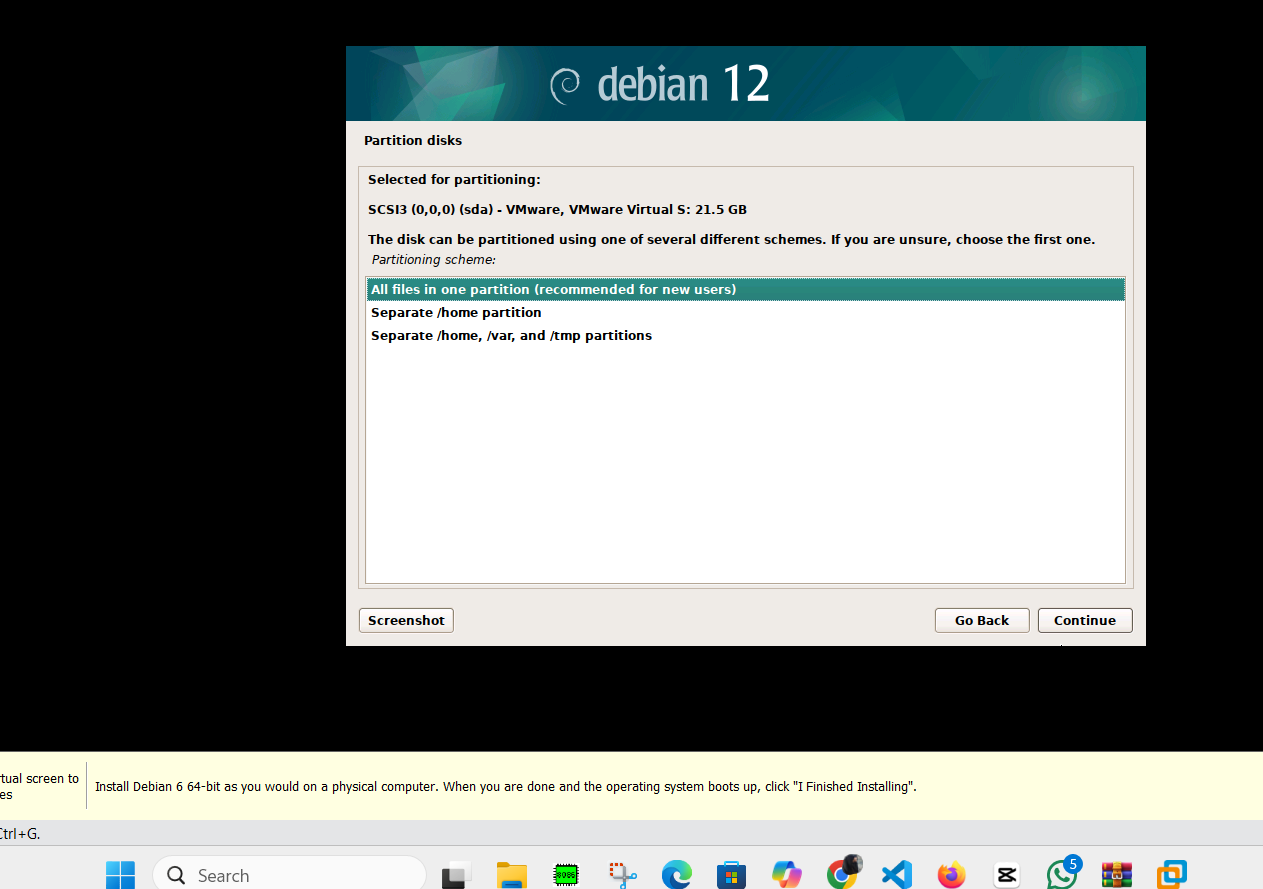 debian 12
Partition disks
Selected for partitioning:
SCSI3 (0,0,0) (sda) - VMware, VMware Virtual S: 21.5 GB
The disk can be partitioned using one of several different schemes. If you are unsure, choose the first one.
Partitioning scheme:
All files in one partition (recommended for new users)
Separate /home partition
Separate /home, /var, and /tmp partitions
Screenshot
Go Back
Continue
rtual screen to
es
Install Debian 6 64-bit as you would on a physical computer. When you are done and the operating system boots up, click "I Finished Installing".
Ctrl+G.
Search
8086
5